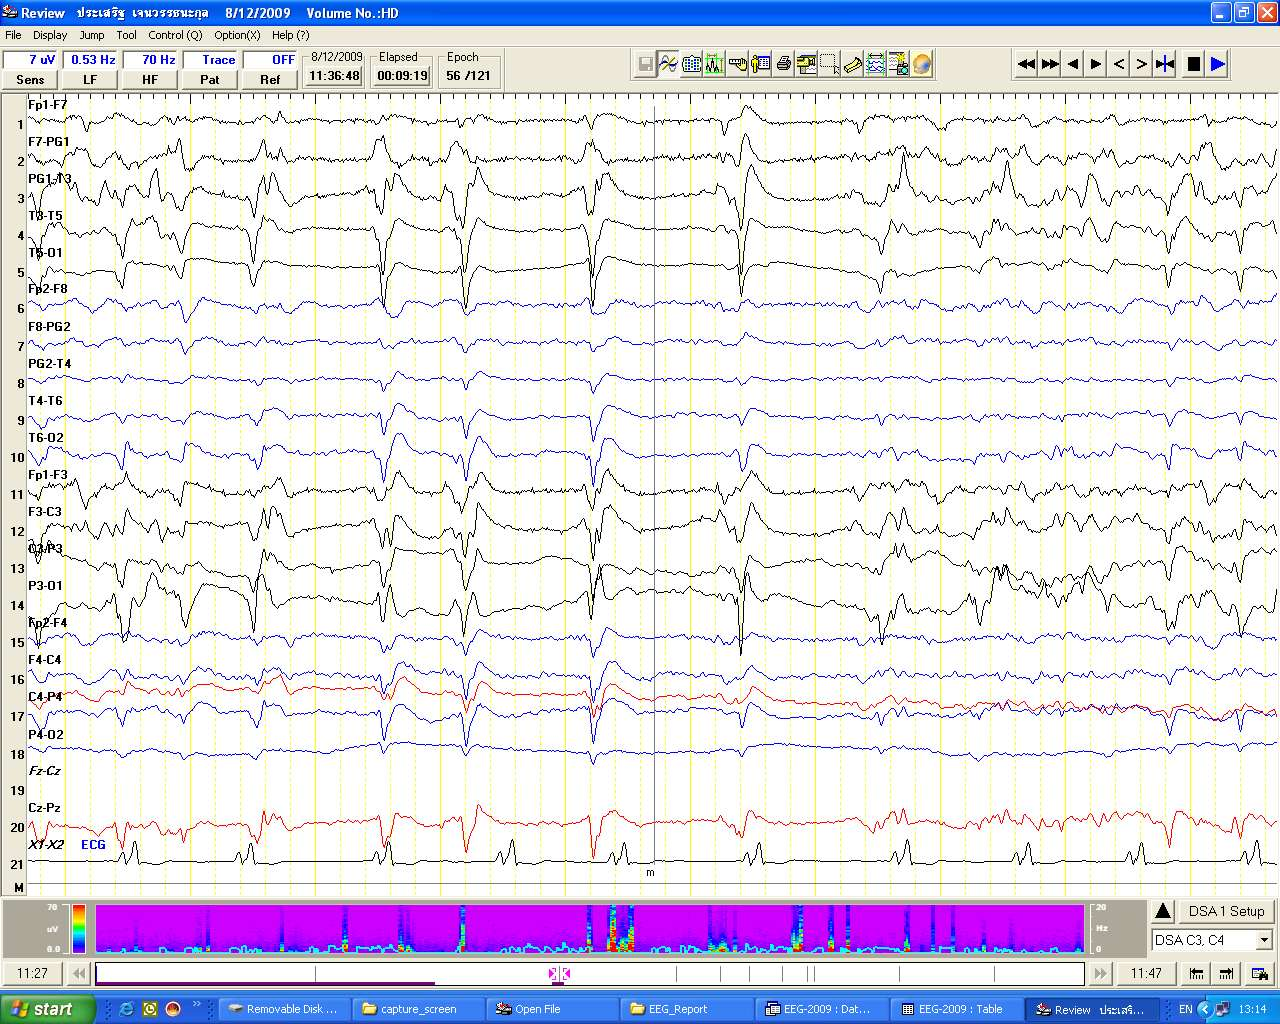 Review ประเสริฐ เจนวรรธนะกุล 8/12/2009 Volume No.:HD
File Display Jump Tool Control (Q) Option(X) Help (?)
7 uV 0.53 Hz 70 Hz Trace OFF 8/12/2009 Elapsed Epoch
Sens LF HF Pat Ref 11:36:48 00:09:19 56 /121
Fp1-F7
1
F7-PG1
2
PG1-T3
3
T3-T5
4
T5-O1
5
Fp2-F8
6
F8-PG2
7
PG2-T4
8
T4-T6
9
T6-O2
10
Fp1-F3
11
F3-C3
12
C3-P3
13
P3-O1
14
Fp2-F4
15
F4-C4
16
C4-P4
17
P4-O2
18
Fz-Cz
19
Cz-Pz
20
X1-X2 ECG
21
m
M
70 uV 0.0
20 Hz 0
DSA 1 Setup
DSA C3, C4
11:27 11:47
start Removable Disk ... capture_screen Open File EEG_Report EEG-2009 : Dat... EEG-2009 : Table Review ประเสริ... EN 13:14